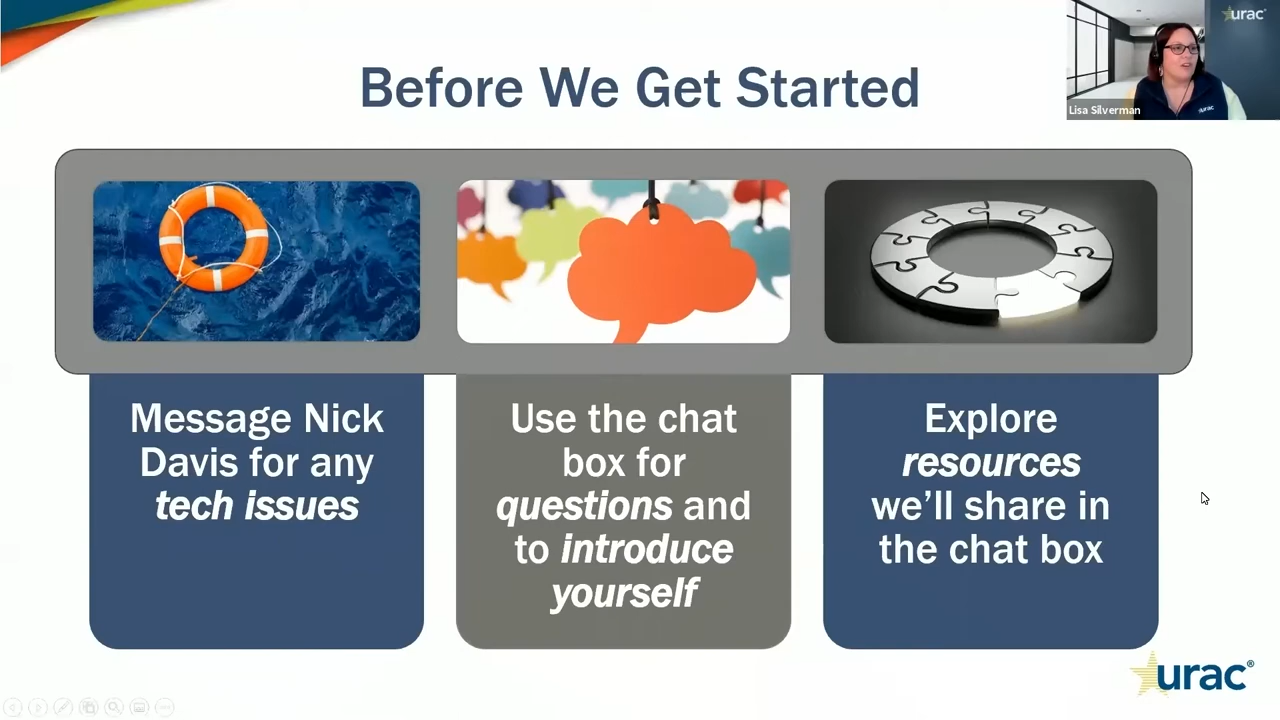 Before We Get Started
urac
Lisa Silverman
urac
Message Nick
Davis for any
tech issues
Use the chat
box for
questions and
to introduce
yourself
Explore
resources
we'll share in
the chat box
urac®